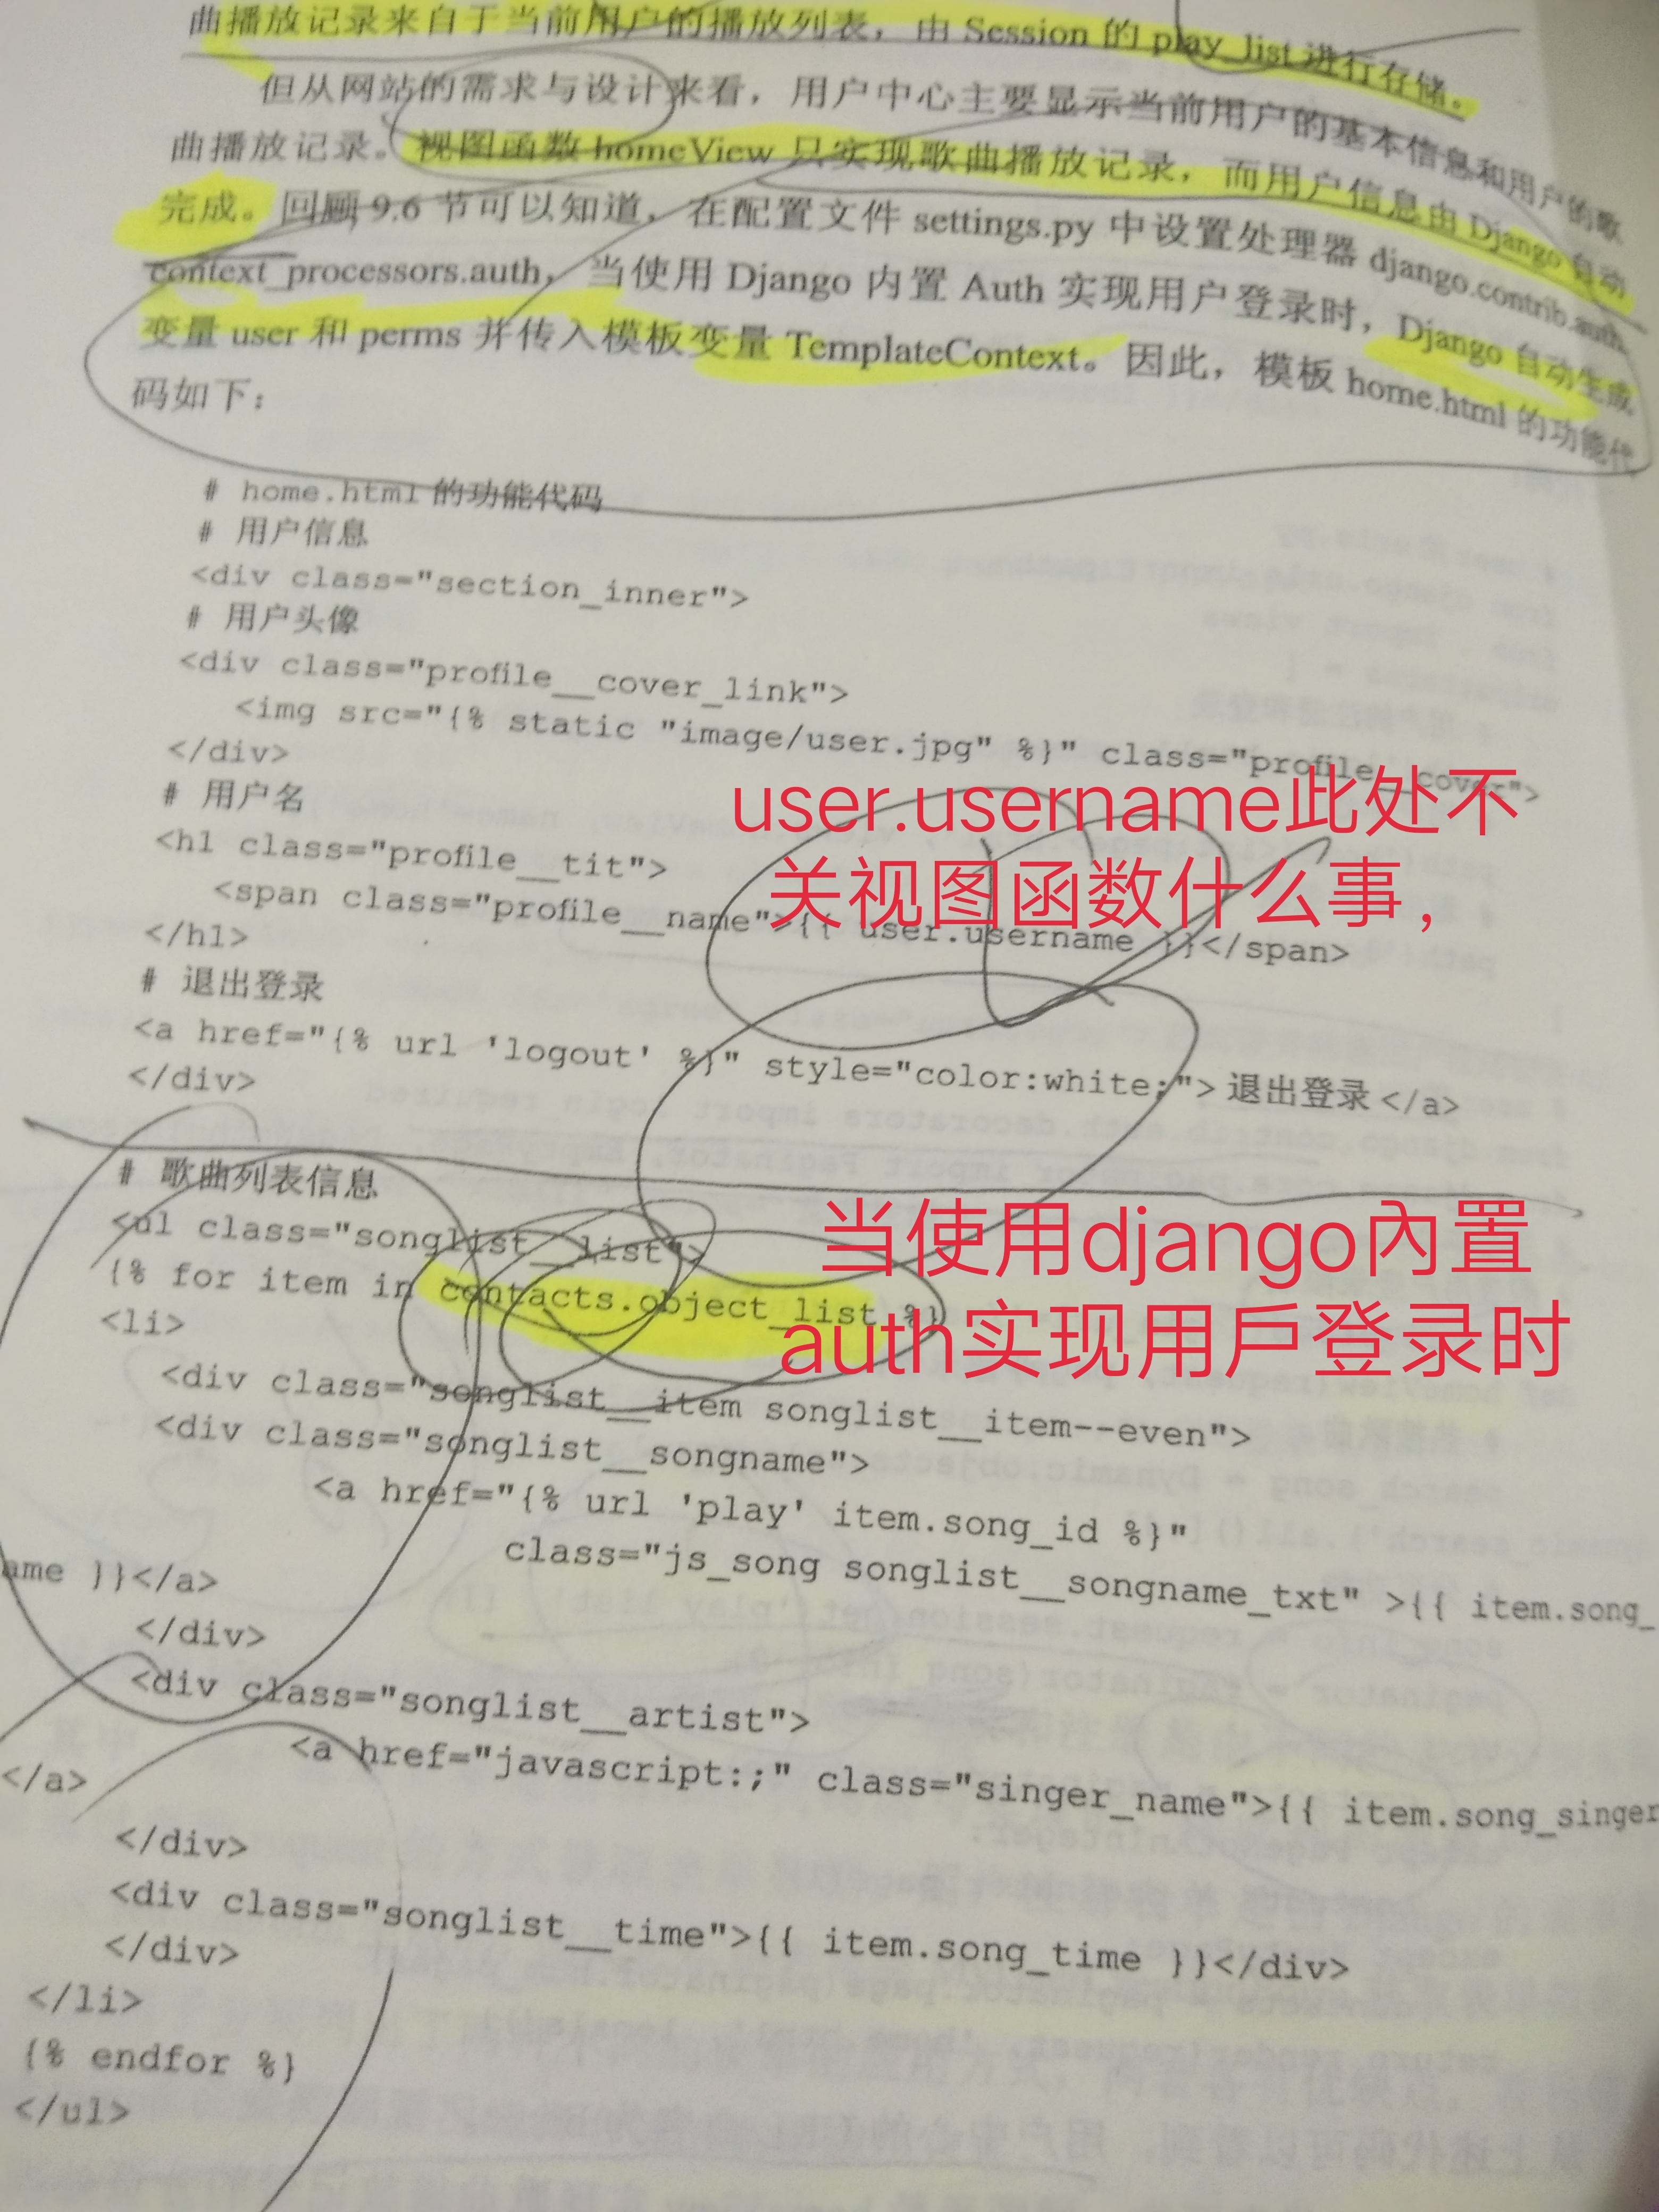 曲播放记录来自于当前用户的播放列表，由 Session 的 play_list 进行存储。
但从网站的需求与设计来看，用户中心主要显示当前用户的基本信息和用户的歌
曲播放记录。视图函数 homeView 只实现歌曲播放记录，而用户信息由 Django 自动
完成。回顾 9.6 节可以知道，在配置文件 settings.py 中设置处理器 django.contrib.auth.
context_processors.auth，当使用 Django 内置 Auth 实现用户登录时，Django 自动生成
变量 user 和 perms 并传入模板变量 TemplateContext。因此，模板 home.html 的功能代
码如下：
# home.html 的功能代码
# 用户信息
<div class="section_inner">
# 用户头像
<div class="profile__cover_link">
<img src="{% static "image/user.jpg" %}" class="profile__cover">
</div>
# 用户名
<h1 class="profile__tit">
<span class="profile__name">{{ user.username }}</span>
</h1>
# 退出登录
<a href="{% url 'logout' %}" style="color:white;">退出登录</a>
</div>
user.username此处不
关视图函数什么事，
# 歌曲列表信息
<ul class="songlist__list">
{% for item in contacts.object_list %}
<li>
当使用django內置
auth实现用戶登录时
<div class="songlist__item songlist__item--even">
<div class="songlist__songname">
<a href="{% url 'play' item.song_id %}"
class="js_song songlist__songname_txt" >{{ item.song_
ame }}</a>
</div>
<div class="songlist__artist">
<a href="javascript:;" class="singer_name">{{ item.song_singer
</a>
</div>
<div class="songlist__time">{{ item.song_time }}</div>
</div>
</li>
{% endfor %}
</ul>